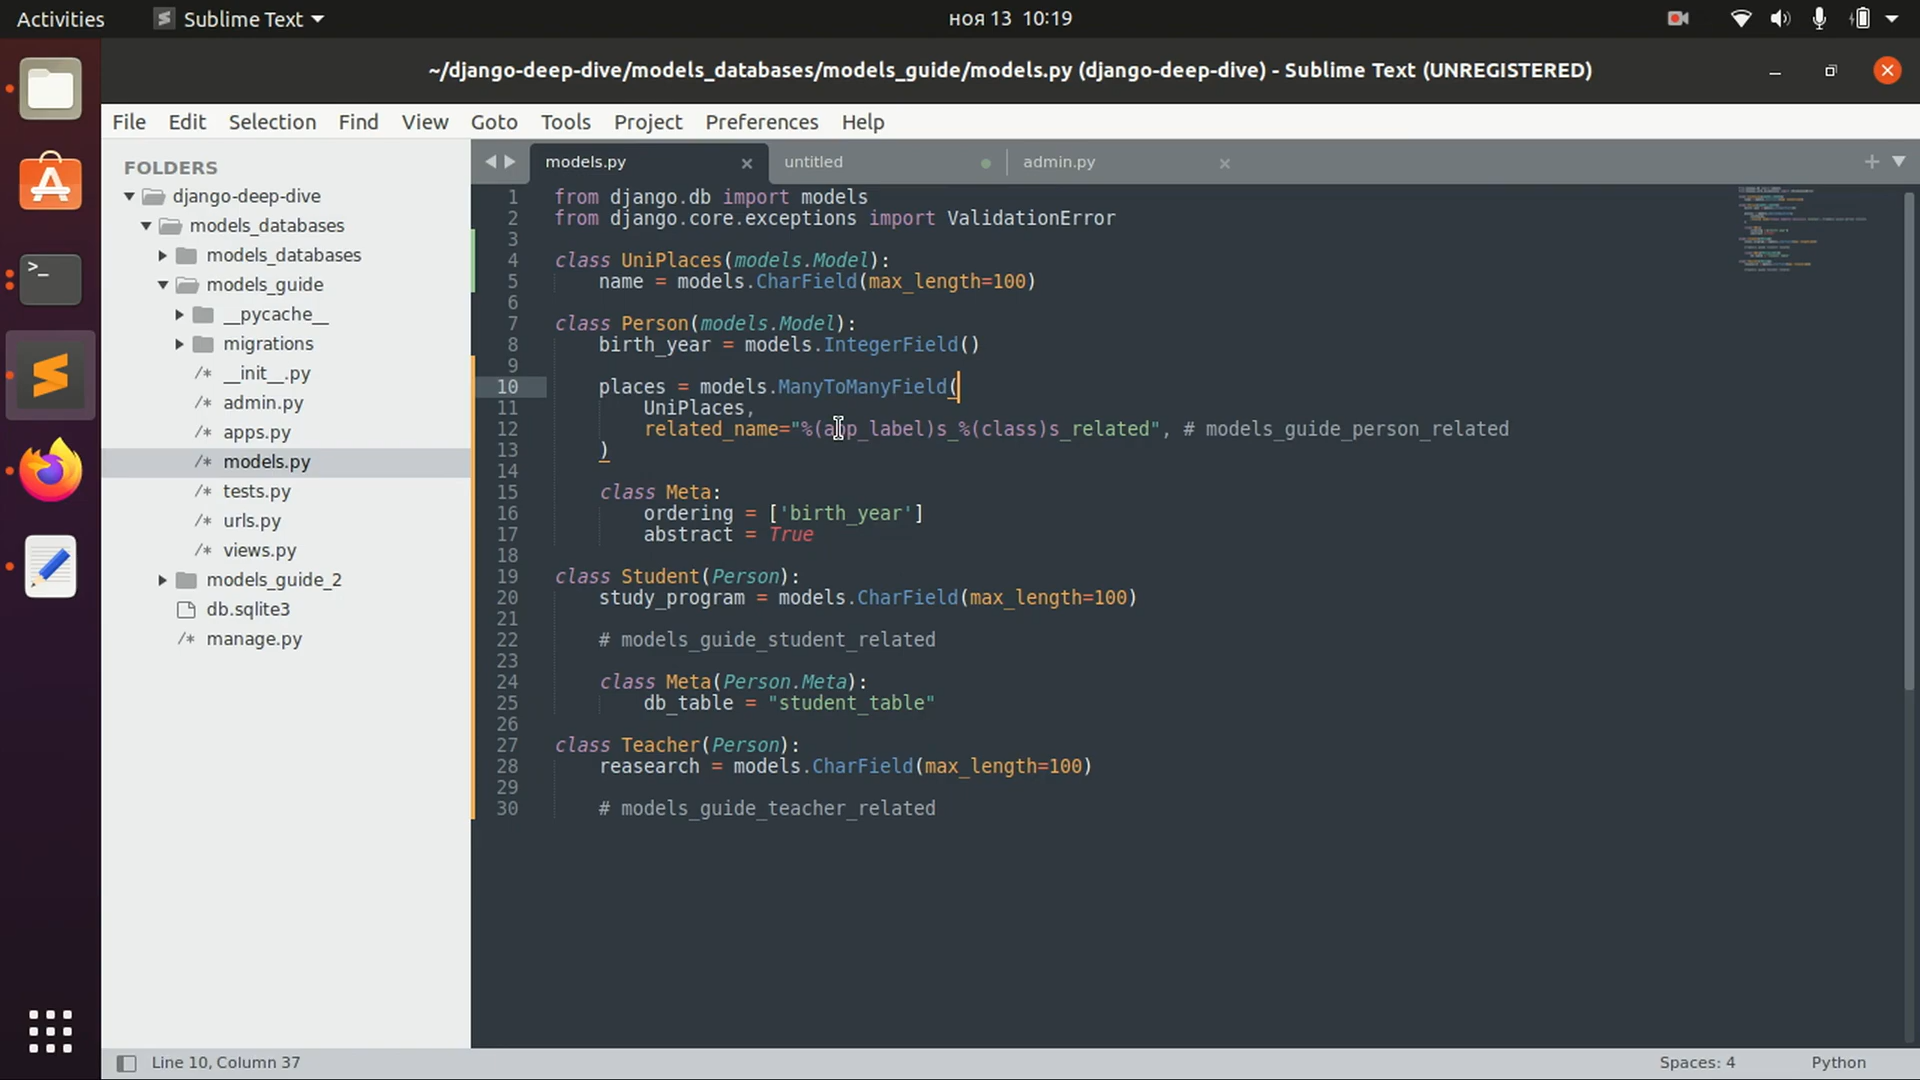 Activities
Sublime Text
ноя 13 10:19
~/django-deep-dive/models_databases/models_guide/models.py (django-deep-dive) - Sublime Text (UNREGISTERED)
File Edit Selection Find View Goto Tools Project Preferences Help
FOLDERS
django-deep-dive
models_databases
models_databases
models_guide
__pycache__
migrations
/* __init__.py
/* admin.py
/* apps.py
/* models.py
/* tests.py
/* urls.py
/* views.py
models_guide_2
db.sqlite3
/* manage.py
models.py
untitled
admin.py
1 from django.db import models
2 from django.core.exceptions import ValidationError
3
4 class UniPlaces(models.Model):
5     name = models.CharField(max_length=100)
6
7 class Person(models.Model):
8     birth_year = models.IntegerField()
9
10     places = models.ManyToManyField(
11         UniPlaces,
12         related_name="%(app_label)s_%(class)s_related", # models_guide_person_related
13     )
14
15     class Meta:
16         ordering = ['birth_year']
17         abstract = True
18
19 class Student(Person):
20     study_program = models.CharField(max_length=100)
21
22     # models_guide_student_related
23
24     class Meta(Person.Meta):
25         db_table = "student_table"
26
27 class Teacher(Person):
28     reasearch = models.CharField(max_length=100)
29
30     # models_guide_teacher_related
Line 10, Column 37
Spaces: 4
Python